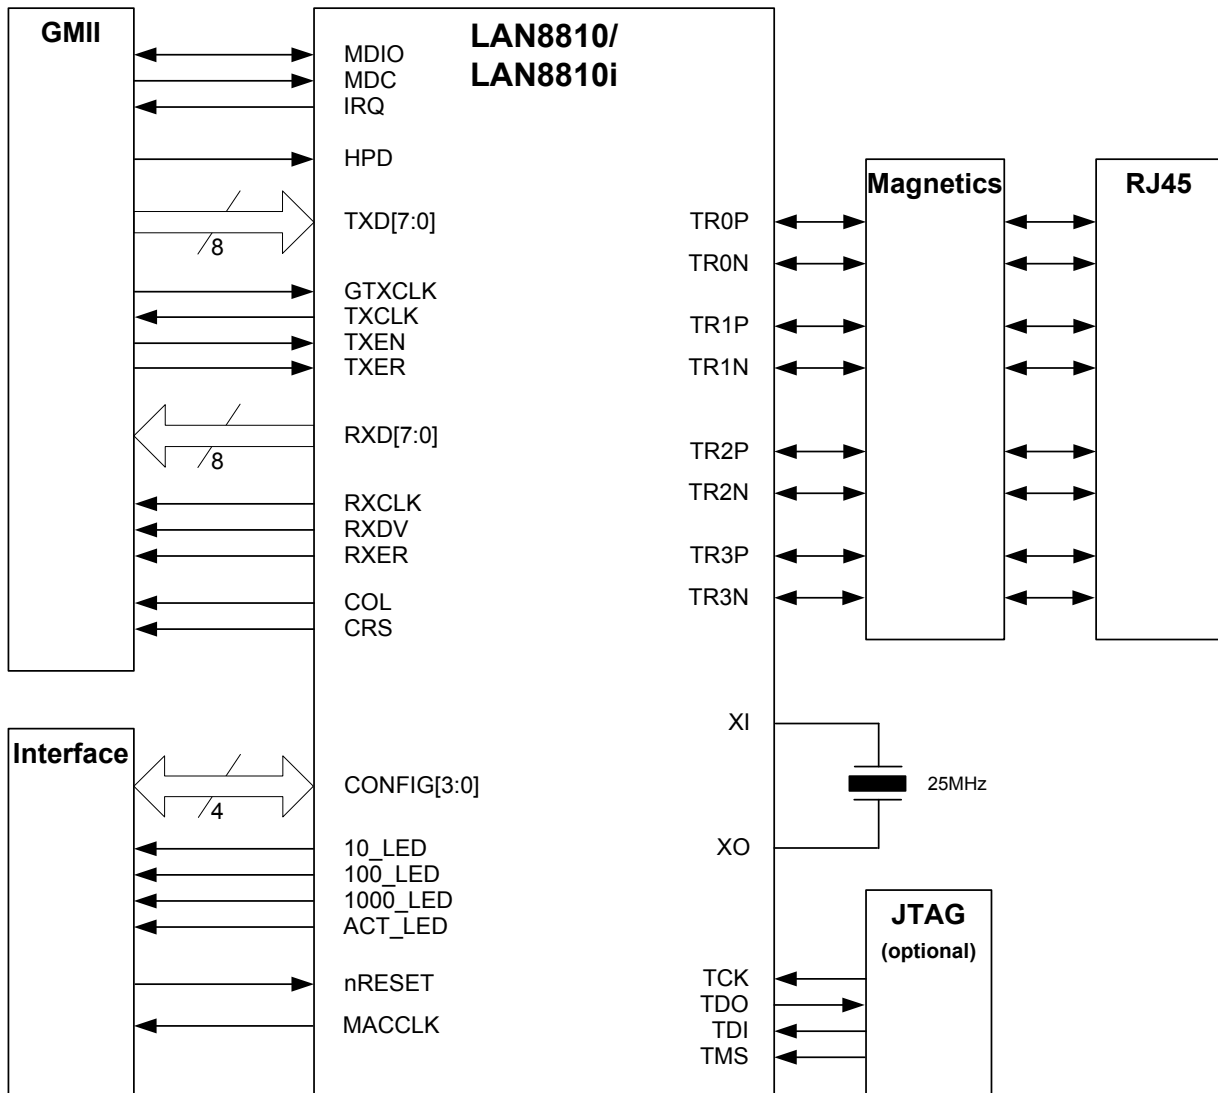 GMII
LAN8810/
LAN8810i
MDIO
MDC
IRQ
HPD
TXD[7:0]
8
GTXCLK
TXCLK
TXEN
TXER
RXD[7:0]
8
RXCLK
RXDV
RXER
COL
CRS
Magnetics
RJ45
TR0P
TR0N
TR1P
TR1N
TR2P
TR2N
TR3P
TR3N
XI
25MHz
XO
Interface
CONFIG[3:0]
4
10_LED
100_LED
1000_LED
ACT_LED
nRESET
MACCLK
JTAG
(optional)
TCK
TDO
TDI
TMS